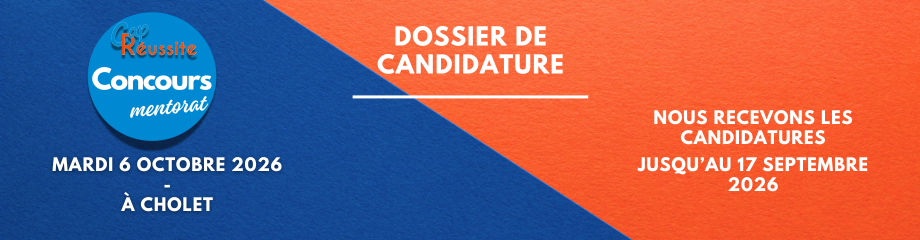 Cap
Réussite
Concours
mentorat
MARDI 6 OCTOBRE 2026
-
À CHOLET
DOSSIER DE
CANDIDATURE
NOUS RECEVONS LES
CANDIDATURES
JUSQU'AU 17 SEPTEMBRE
2026